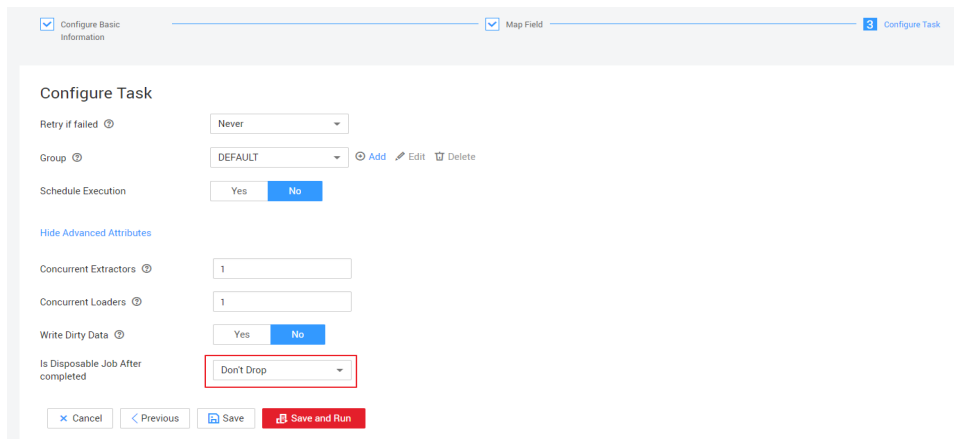 Configure Basic
Information
Map Field
3 Configure Task
Configure Task
Retry if failed ? Never
Group ? DEFAULT Add Edit Delete
Schedule Execution Yes No
Hide Advanced Attributes
Concurrent Extractors ? 1
Concurrent Loaders ? 1
Write Dirty Data ? Yes No
Is Disposable Job After
completed
Don't Drop
Cancel Previous Save Save and Run